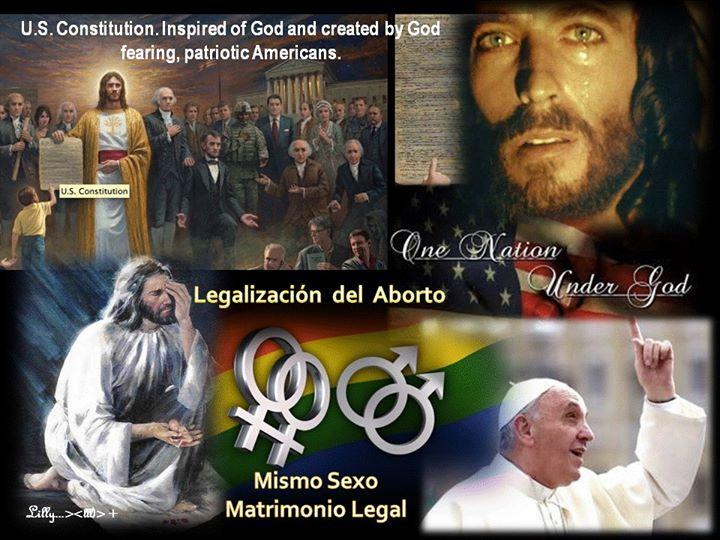 U.S. Constitution. Inspired of God and created by God
fearing, patriotic Americans.
U.S. Constitution
One Nation
Under God
Legalización del Aborto
Mismo Sexo
Matrimonio Legal